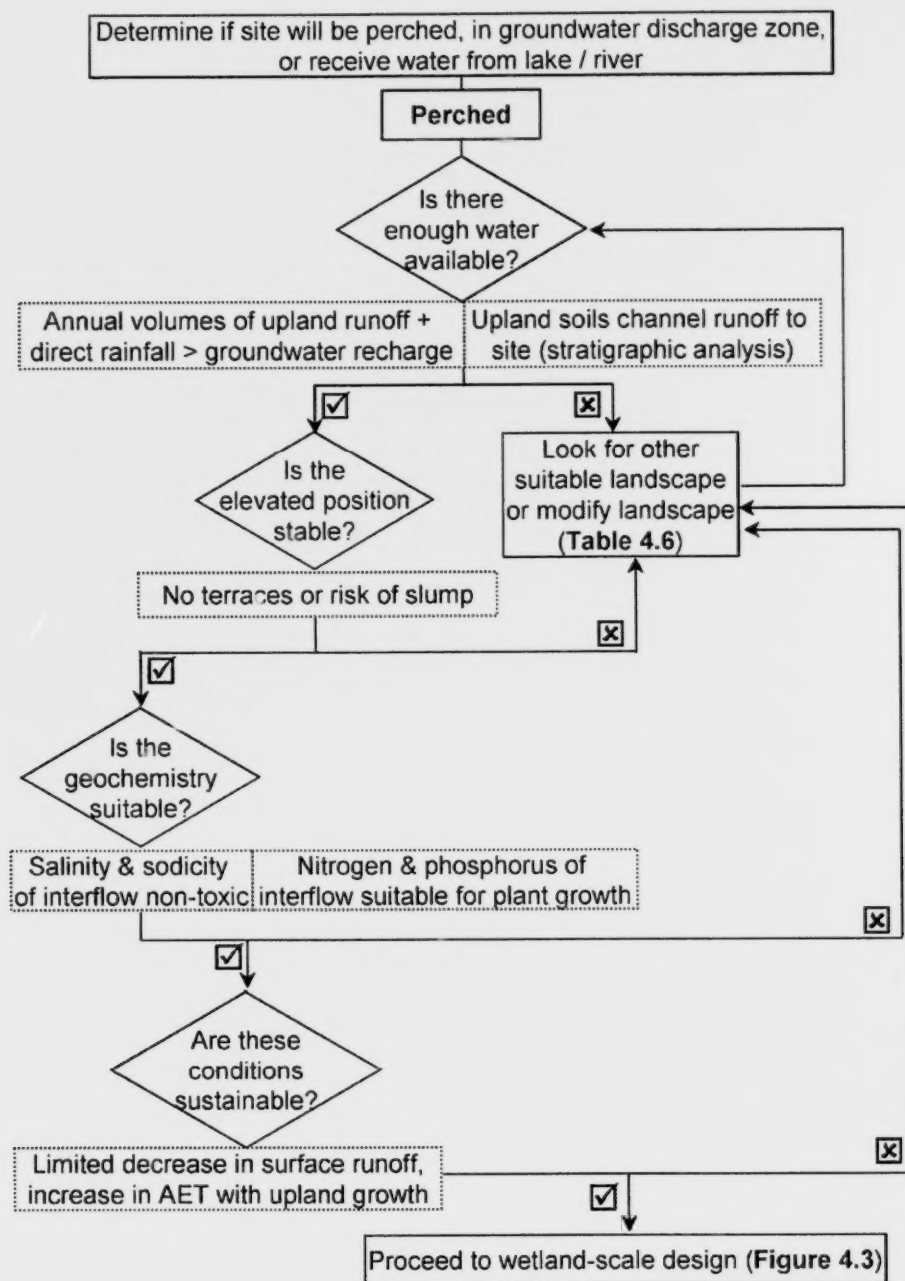 Determine if site will be perched, in groundwater discharge zone,
or receive water from lake / river
Perched
Is there
enough water
available?
Annual volumes of upland runoff +
direct rainfall > groundwater recharge
Upland soils channel runoff to
site (stratigraphic analysis)
Is the
elevated position
stable?
Look for other
suitable landscape
or modify landscape
(Table 4.6)
No terraces or risk of slump
Is the
geochemistry
suitable?
Salinity & sodicity
of interflow non-toxic
Nitrogen & phosphorus of
interflow suitable for plant growth
Are these
conditions
sustainable?
Limited decrease in surface runoff,
increase in AET with upland growth
Proceed to wetland-scale design (Figure 4.3)